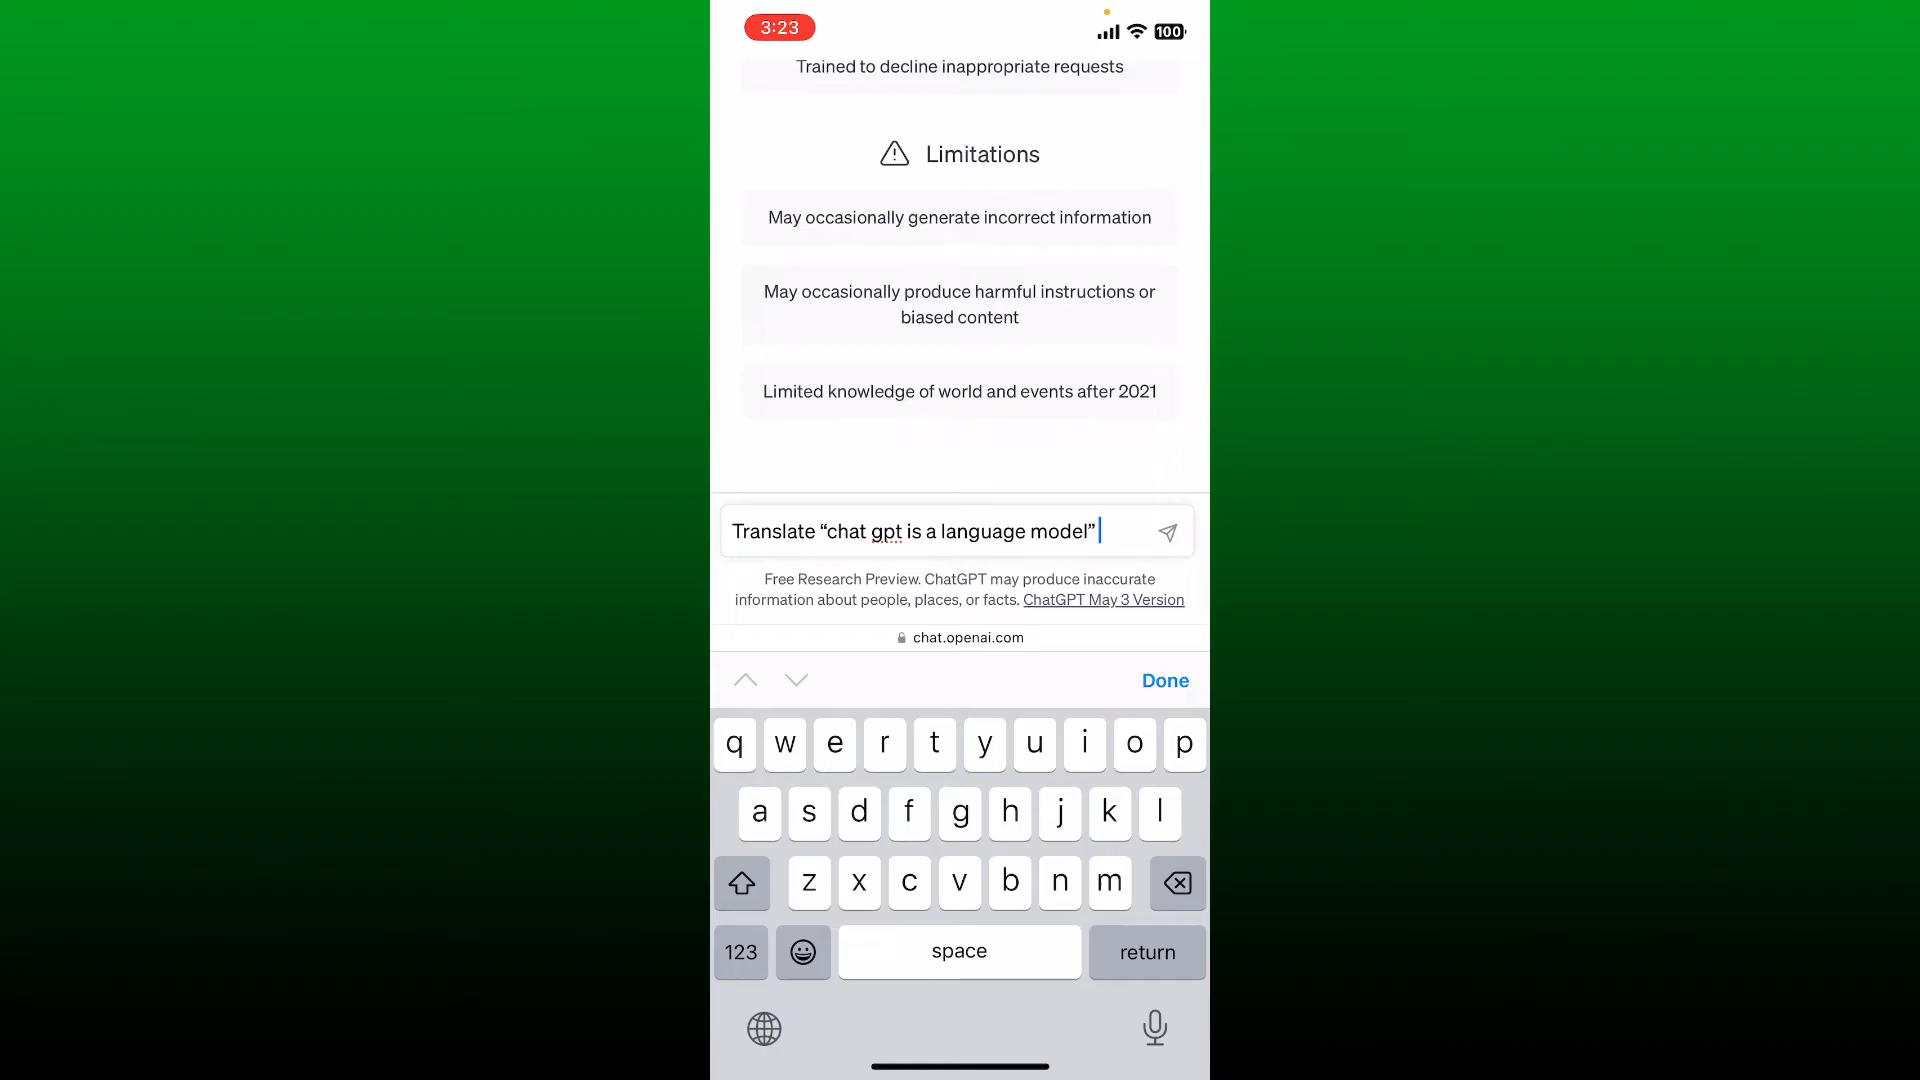 3:23
100
Trained to decline inappropriate requests
Limitations
May occasionally generate incorrect information
May occasionally produce harmful instructions or
biased content
Limited knowledge of world and events after 2021
Translate “chat gpt is a language model”
Free Research Preview. ChatGPT may produce inaccurate
information about people, places, or facts. ChatGPT May 3 Version
chat.openai.com
Done
q w e r t y u i o p
a s d f g h j k l
z x c v b n m
123 space return